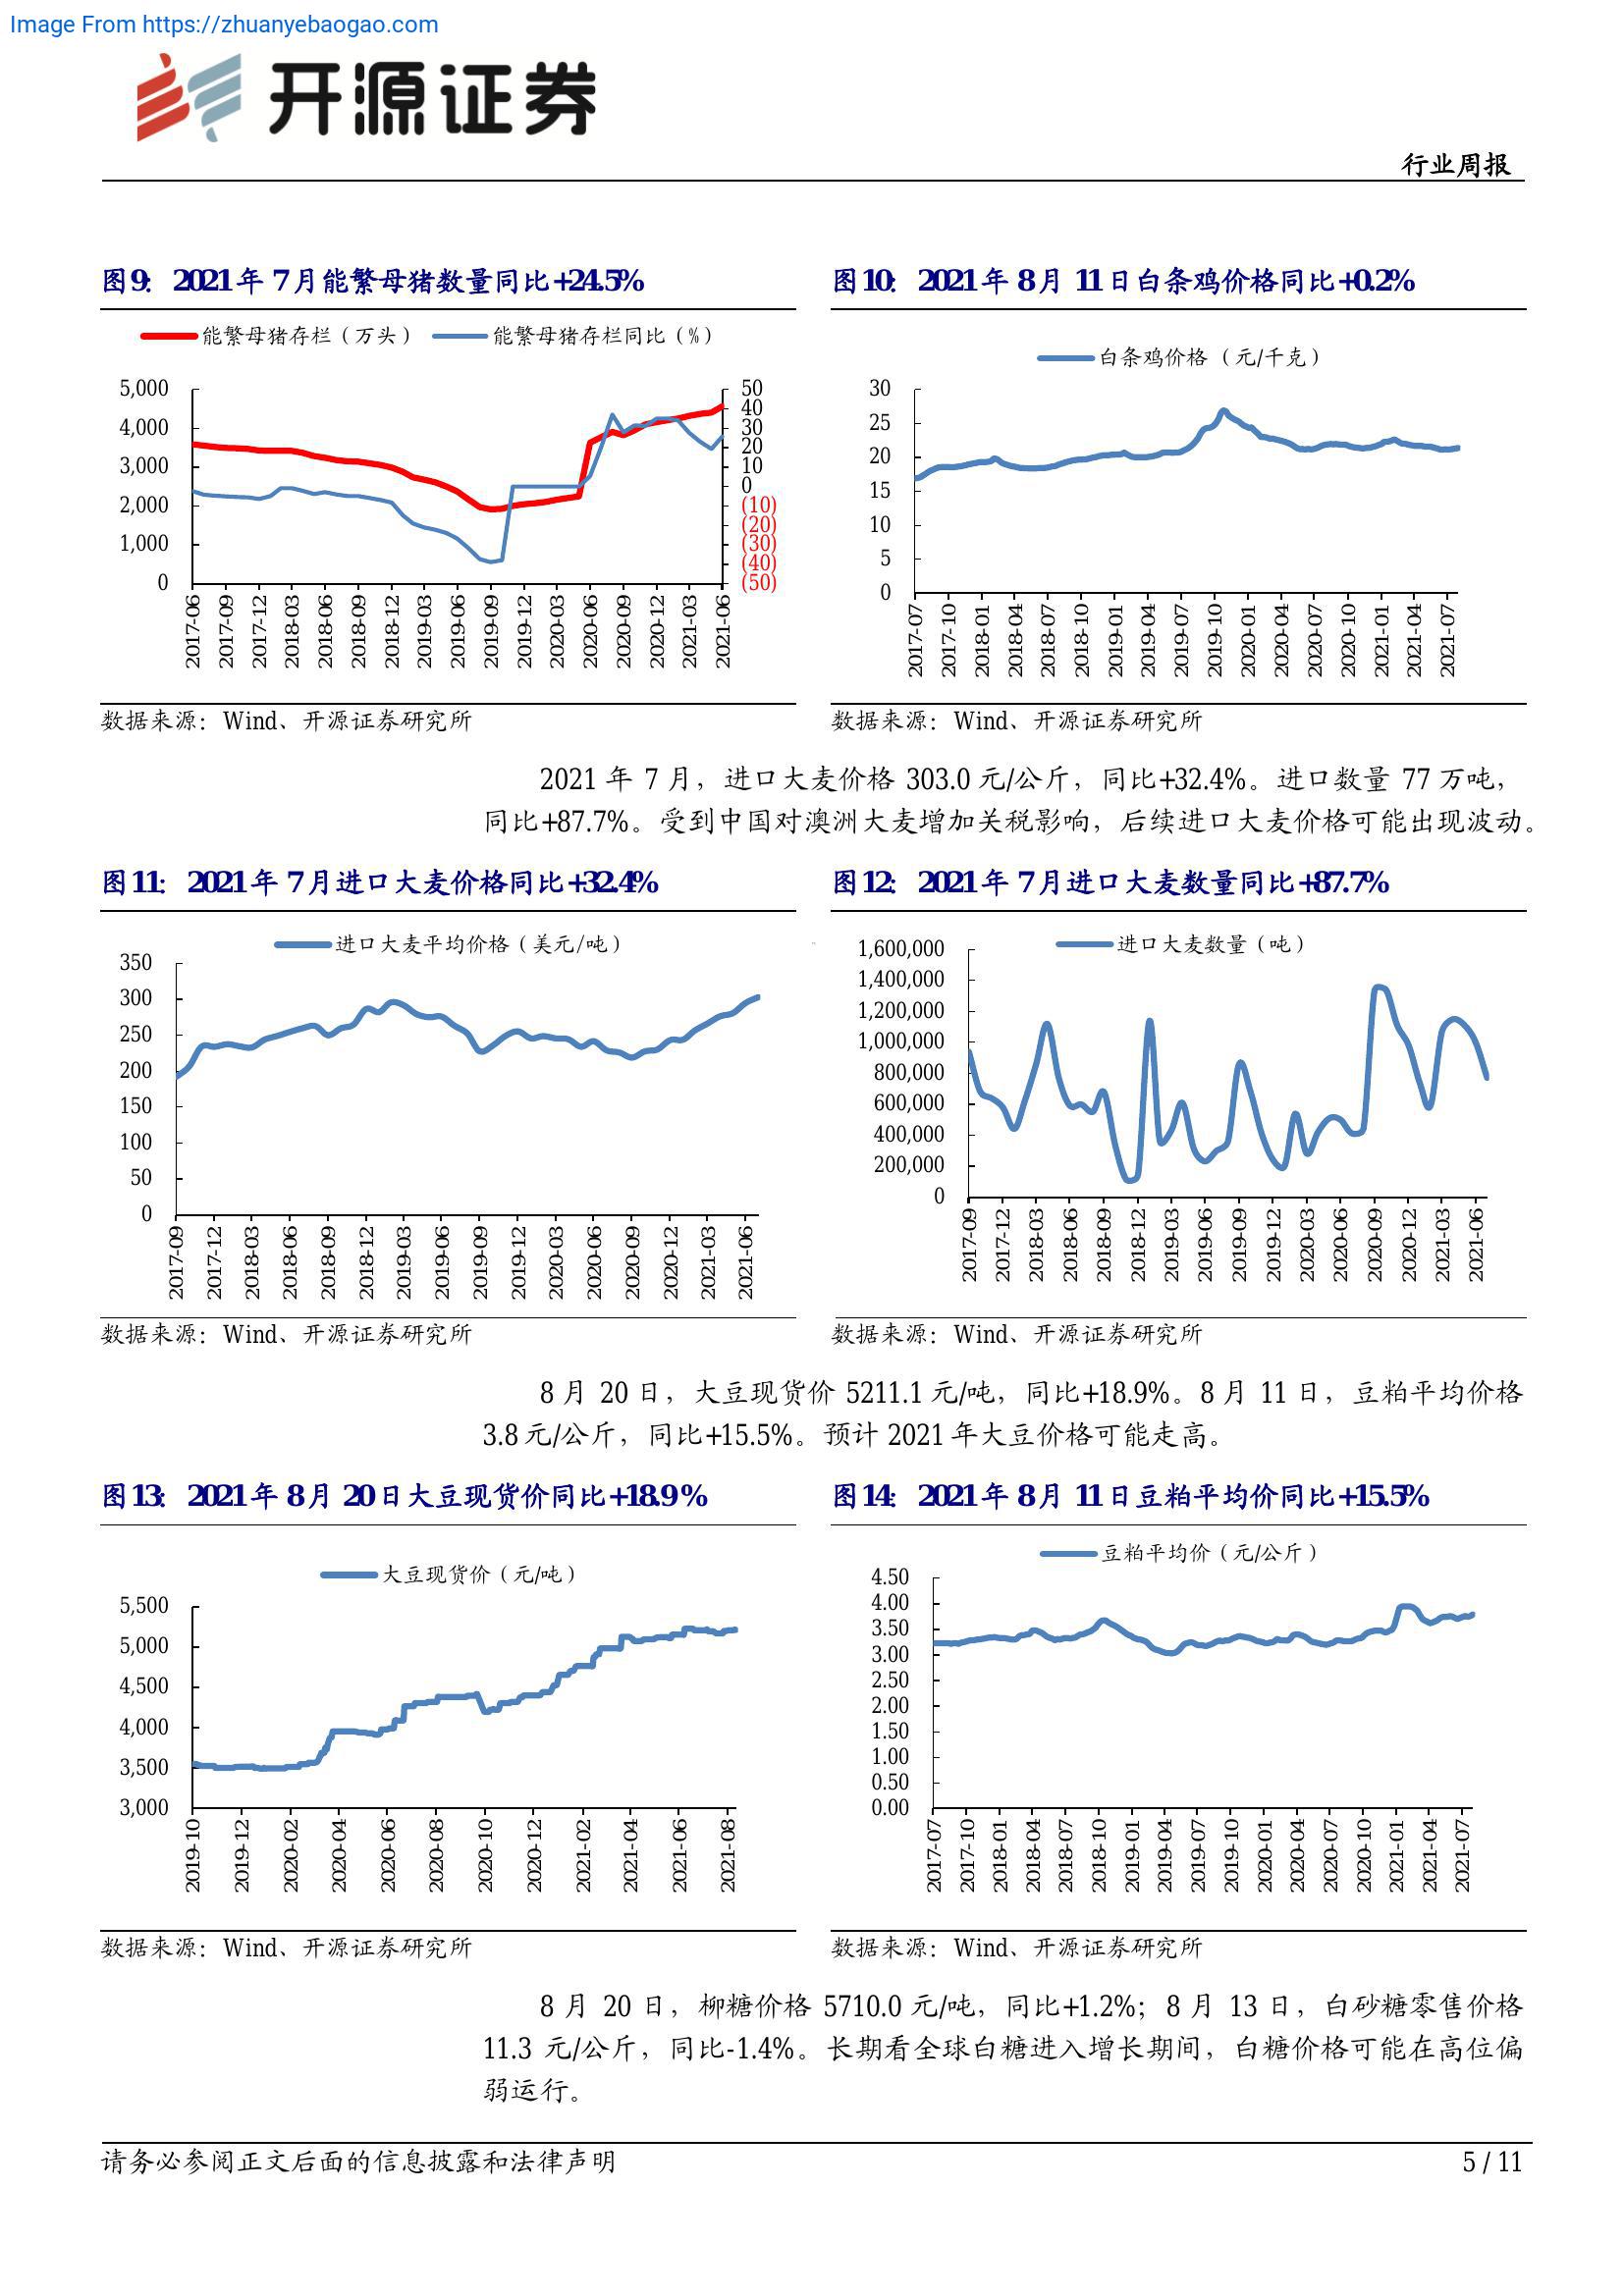 Image From https://zhuanyebaogao.com
开源证券
行业周报
图9: 2021年7月能繁母猪数量同比+24.5%
能繁母猪存栏（万头） 能繁母猪存栏同比（%）
5,000
4,000
3,000
2,000
1,000
0
50
40
30
20
10
0
(10)
(20)
(30)
(40)
(50)
2017-06 2017-09 2017-12 2018-03 2018-06 2018-09 2018-12 2019-03 2019-06 2019-09 2019-12 2020-03 2020-06 2020-09 2020-12 2021-03 2021-06
数据来源：Wind、开源证券研究所
图10: 2021年8月11日白条鸡价格同比+0.2%
白条鸡价格（元/千克）
30
25
20
15
10
5
0
2017-07 2017-10 2018-01 2018-04 2018-07 2018-10 2019-01 2019-04 2019-07 2019-10 2020-01 2020-04 2020-07 2020-10 2021-01 2021-04 2021-07
数据来源：Wind、开源证券研究所
2021 年 7 月，进口大麦价格 303.0 元/公斤，同比+32.4%。进口数量 77 万吨，
同比+87.7%。受到中国对澳洲大麦增加关税影响，后续进口大麦价格可能出现波动。
图11: 2021年7月进口大麦价格同比+32.4%
进口大麦平均价格（美元/吨）
350
300
250
200
150
100
50
0
2017-09 2017-12 2018-03 2018-06 2018-09 2018-12 2019-03 2019-06 2019-09 2019-12 2020-03 2020-06 2020-09 2020-12 2021-03 2021-06
数据来源：Wind、开源证券研究所
图12: 2021年7月进口大麦数量同比+87.7%
进口大麦数量（吨）
1,600,000
1,400,000
1,200,000
1,000,000
800,000
600,000
400,000
200,000
0
2017-09 2017-12 2018-03 2018-06 2018-09 2018-12 2019-03 2019-06 2019-09 2019-12 2020-03 2020-06 2020-09 2020-12 2021-03 2021-06
数据来源：Wind、开源证券研究所
8 月 20 日，大豆现货价 5211.1 元/吨，同比+18.9%。8 月 11 日，豆粕平均价格
3.8 元/公斤，同比+15.5%。预计 2021 年大豆价格可能走高。
图13: 2021年8月20日大豆现货价同比+18.9%
大豆现货价（元/吨）
5,500
5,000
4,500
4,000
3,500
3,000
2019-10 2019-12 2020-02 2020-04 2020-06 2020-08 2020-10 2020-12 2021-02 2021-04 2021-06 2021-08
数据来源：Wind、开源证券研究所
图14: 2021年8月11日豆粕平均价同比+15.5%
豆粕平均价（元/公斤）
4.50
4.00
3.50
3.00
2.50
2.00
1.50
1.00
0.50
0.00
2017-07 2017-10 2018-01 2018-04 2018-07 2018-10 2019-01 2019-04 2019-07 2019-10 2020-01 2020-04 2020-07 2020-10 2021-01 2021-04 2021-07
数据来源：Wind、开源证券研究所
8 月 20 日，柳糖价格 5710.0 元/吨，同比+1.2%；8 月 13 日，白砂糖零售价格
11.3 元/公斤，同比-1.4%。长期看全球白糖进入增长期间，白糖价格可能在高位偏
弱运行。
请务必参阅正文后面的信息披露和法律声明
5 / 11